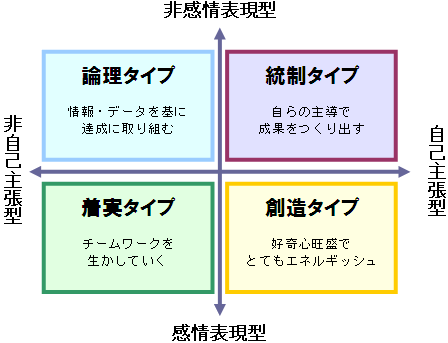 非感情表現型
論理タイプ
情報・データを基に
達成に取り組む
統制タイプ
自らの主導で
成果をつくり出す
非自己主張型
自己主張型
着実タイプ
チームワークを
生かしていく
創造タイプ
好奇心旺盛で
とてもエネルギッシュ
感情表現型